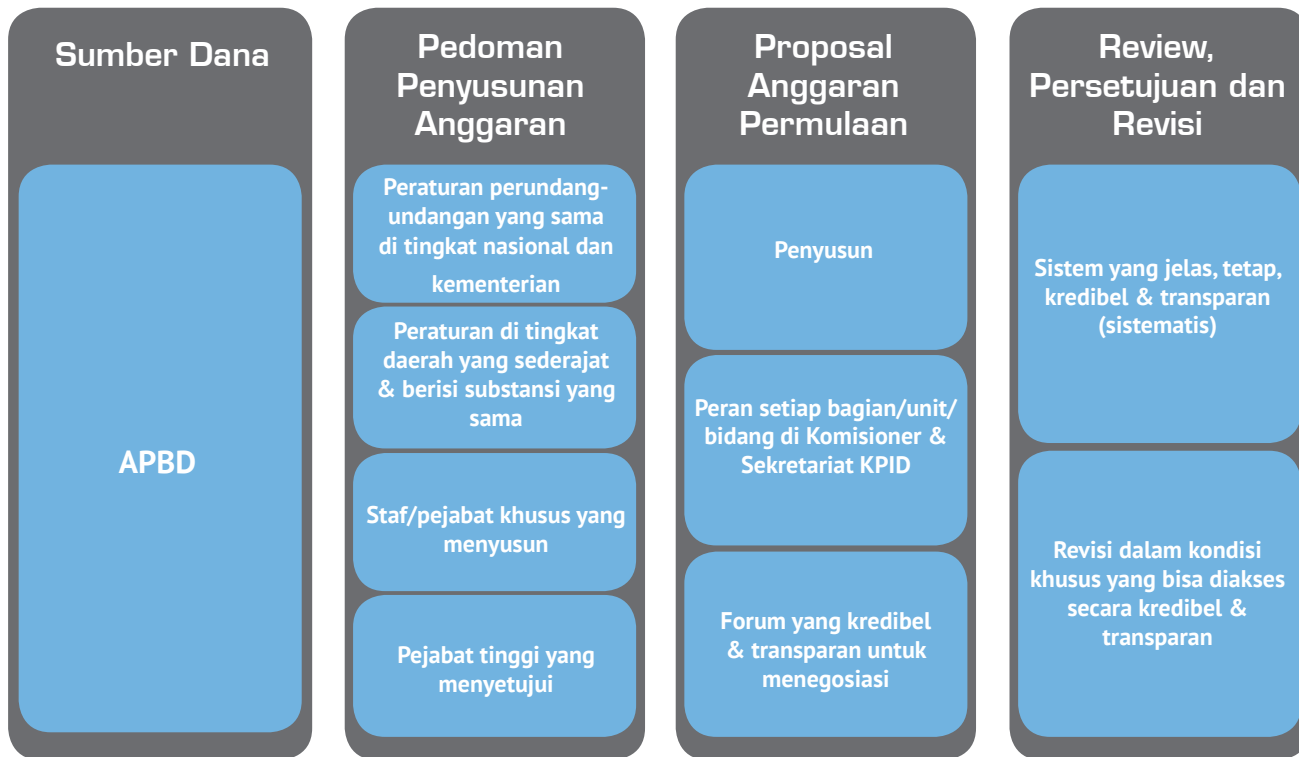 Sumber Dana
APBD
Pedoman
Penyusunan
Anggaran
Peraturan perundang-
undangan yang sama
di tingkat nasional dan
kementerian
Peraturan di tingkat
daerah yang sederajat
& berisi substansi yang
sama
Staf/pejabat khusus yang
menyusun
Pejabat tinggi yang
menyetujui
Proposal
Anggaran
Permulaan
Penyusun
Peran setiap bagian/unit/
bidang di Komisioner &
Sekretariat KPID
Forum yang kredibel
& transparan untuk
menegosiasi
Review,
Persetujuan dan
Revisi
Sistem yang jelas, tetap,
kredibel & transparan
(sistematis)
Revisi dalam kondisi
khusus yang bisa diakses
secara kredibel &
transparan